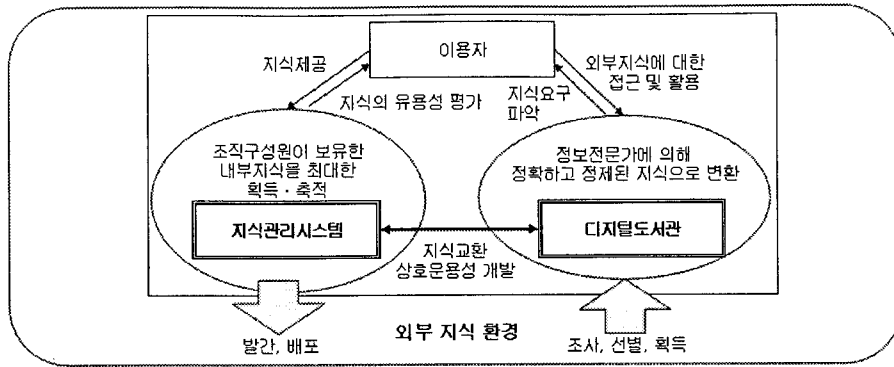 이용자
지식제공
외부지식에 대한
접근 및 활용
지식의 유용성 평가
지식요구
파악
조직구성원이 보유한
내부지식을 최대한
획득 · 축적
지식관리시스템
정보전문가에 의해
정확하고 정제된 지식으로 변환
디지털도서관
지식교환
상호운용성 개발
외부 지식 환경
발간, 배포
조사, 선별, 획득